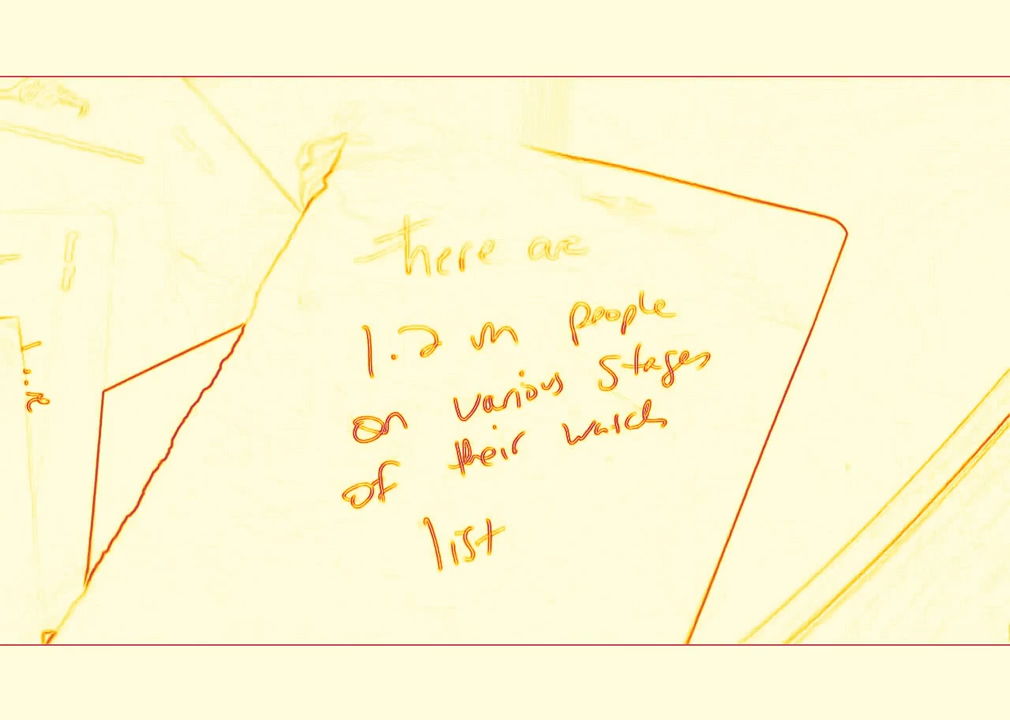 there are
1.2 m people
on various stages
of their watch
list